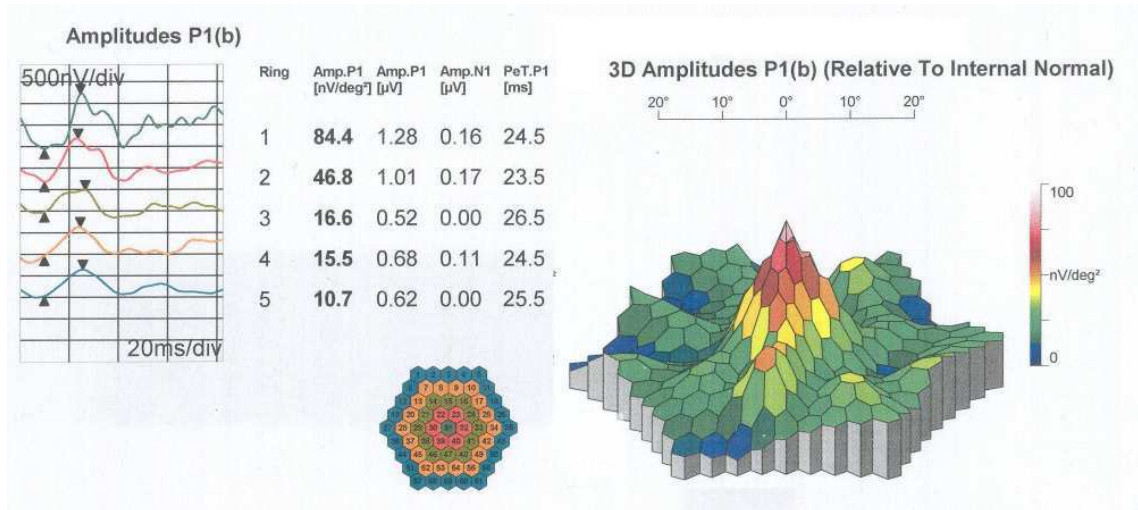 Amplitudes P1(b)
500nV/div
20ms/div
Ring Amp.P1 Amp.P1 Amp.N1 PeT.P1
[nV/deg²] [µV] [µV] [ms]
1 84.4 1.28 0.16 24.5
2 46.8 1.01 0.17 23.5
3 16.6 0.52 0.00 26.5
4 15.5 0.68 0.11 24.5
5 10.7 0.62 0.00 25.5
3D Amplitudes P1(b) (Relative To Internal Normal)
20° 10° 0° 10° 20°
100
nV/deg²
0